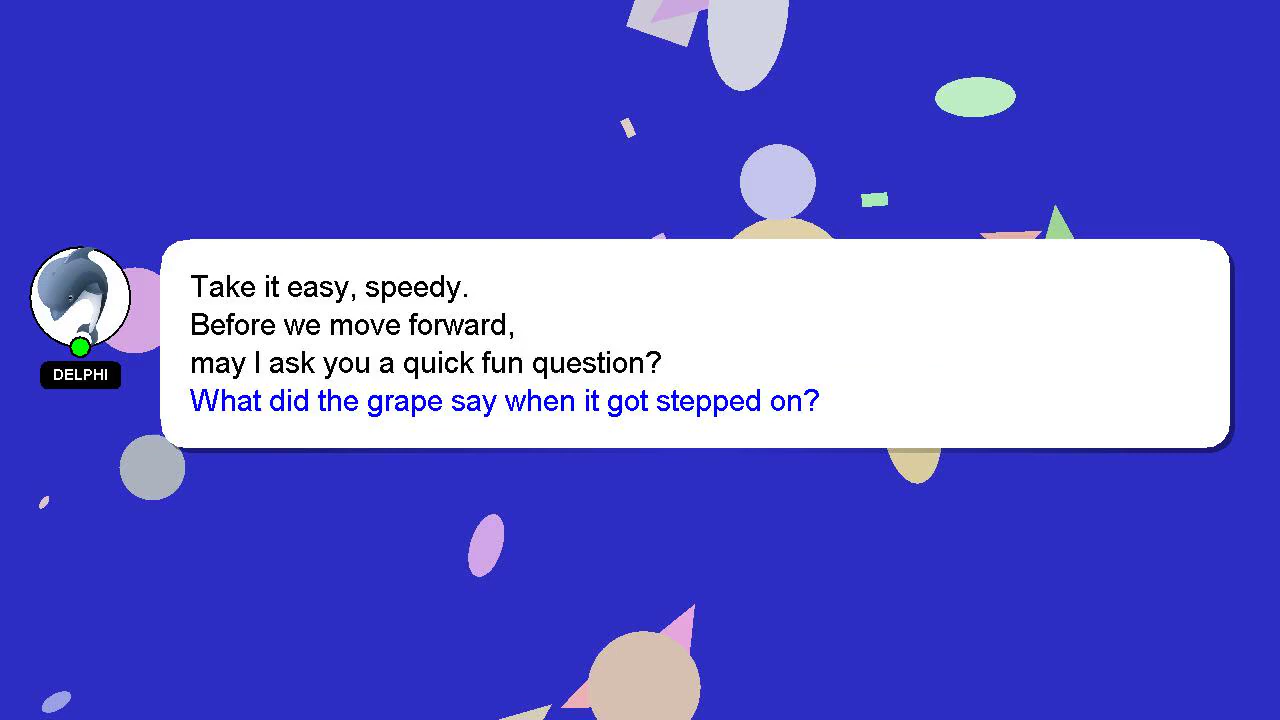 Take it easy, speedy.
Before we move forward,
may I ask you a quick fun question?
What did the grape say when it got stepped on?
DELPHI